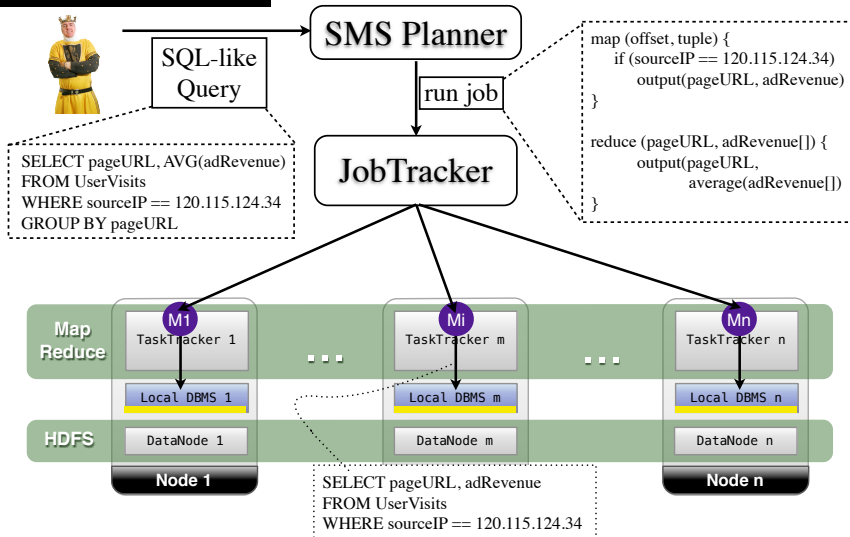 SMS Planner
SQL-like
Query
run job
map (offset, tuple) {
if (sourceIP == 120.115.124.34)
output(pageURL, adRevenue)
}
reduce (pageURL, adRevenue[]) {
output(pageURL,
average(adRevenue[])
}
SELECT pageURL, AVG(adRevenue)
FROM UserVisits
WHERE sourceIP == 120.115.124.34
GROUP BY pageURL
JobTracker
Map
Reduce
M1
Mi
Mn
TaskTracker 1
...
TaskTracker m
...
TaskTracker n
Local DBMS 1
Local DBMS m
Local DBMS n
HDFS
DataNode 1
DataNode m
DataNode n
Node 1
Node n
SELECT pageURL, adRevenue
FROM UserVisits
WHERE sourceIP == 120.115.124.34